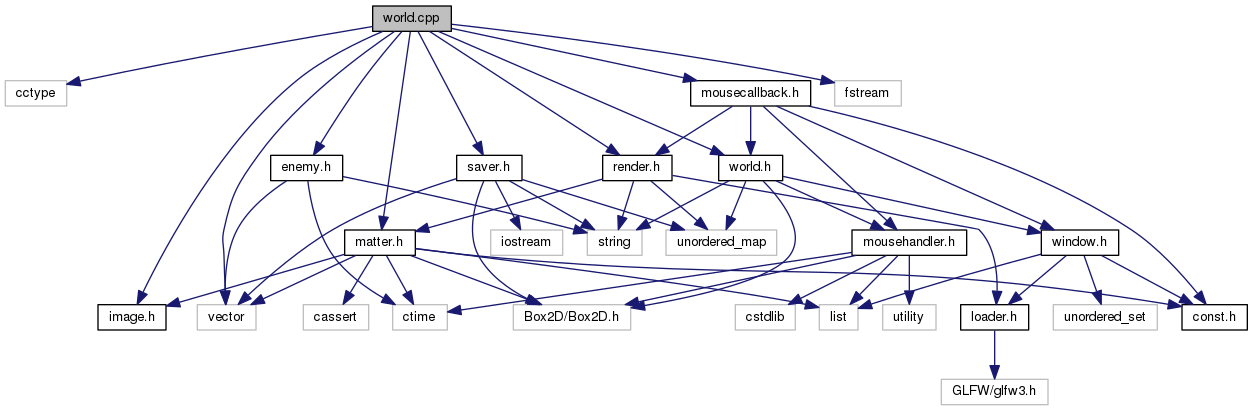 world.cpp
cctype
mousecallback.h
fstream
enemy.h
saver.h
render.h
world.h
matter.h
iostream
string
unordered_map
mousehandler.h
window.h
image.h
vector
cassert
ctime
Box2D/Box2D.h
cstdlib
list
utility
loader.h
unordered_set
const.h
GLFW/glfw3.h